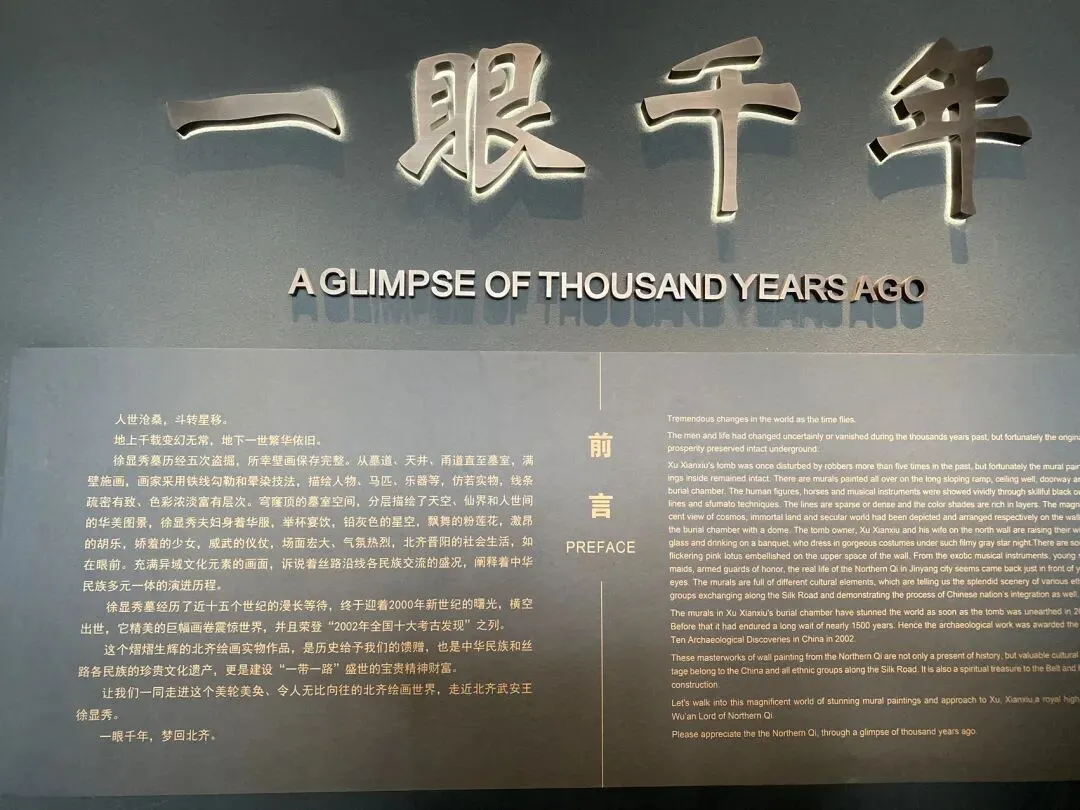 一眼千年
A GLIMPSE OF THOUSAND YEARS AGO
人世沧桑，斗转星移。
地上千载变幻无常，地下一世繁华依旧。
徐显秀墓历经五次盗掘，所幸壁画保存完整。从墓道、天井、甬道直至墓室，满
壁施画，画家采用铁线勾勒和晕染技法，描绘人物、马匹、乐器等，仿若实物，线条
疏密有致、色彩浓淡富有层次。穹窿顶的墓室空间，分层描绘了天空、仙界和人世间
的华美图景，徐显秀夫妇身着华服，举杯宴饮，铅灰色的星空，飘舞的粉莲花，激昂
的胡乐，娇羞的少女，威武的仪仗，场面宏大、气氛热烈，北齐晋阳的社会生活，如
在眼前。充满异域文化元素的画面，诉说着丝路沿线各民族交流的盛况，阐释着中华
民族多元一体的演进历程。
徐显秀墓经历了近十五个世纪的漫长等待，终于迎着2000年新世纪的曙光，横空
出世，它精美的巨幅画卷震惊世界，并且荣登“2002年全国十大考古发现”之列。
这个熠熠生辉的北齐绘画实物作品，是历史给予我们的馈赠，也是中华民族和丝
路各民族的珍贵文化遗产，更是建设“一带一路”盛世的宝贵精神财富。
让我们一同走进这个美轮美奂、令人无比向往的北齐绘画世界，走近北齐武安王
徐显秀。
一眼千年，梦回北齐。
前
言
PREFACE
Tremendous changes in the world as the time flies.
The men and life had changed uncertainly or vanished during the thousands years past, but fortunately the
prosperity preserved intact underground.
Xu Xianxiu's tomb was once disturbed by robbers more than five times in the past, but fortunately the mural
ings inside remained intact. There are murals painted all over on the long sloping ramp, ceiling well, doorway
burial chamber. The human figures, horses and musical instruments were showed vividly through skillful black
lines and sfumato techniques. The lines are sparse or dense and the color shades are rich in layers. The
cent view of cosmos, immortal land and secular world had been depicted and arranged respectively on the
the burial chamber with a dome. The tomb owner, Xu Xianxiu and his wife on the north wall are raising their
glass and drinking on a banquet, who dress in gorgeous costumes under such filmy gray star night.There are
flickering pink lotus embellished on the upper space of the wall. From the exotic musical instruments, young
maids, armed guards of honor, the real life of the Northern Qi in Jinyang city seems came back just in front of
eyes. The murals are full of different cultural elements, which are telling us the splendid scenery of various
groups exchanging along the Silk Road and demonstrating the process of Chinese nation's integration as well.
The murals in Xu Xianxiu's burial chamber have stunned the world as soon as the tomb was unearthed in
Before that it had endured a long wait of nearly 1500 years. Hence the archaeological work was awarded the
Ten Archaeological Discoveries in China in 2002.
These masterworks of wall painting from the Northern Qi are not only a present of history, but valuable cultural
tage belong to the China and all ethnic groups along the Silk Road. It is also a spiritual treasure to the Belt and
construction.
Let's walk into this magnificent world of stunning mural paintings and approach to Xu, Xianxiu,a royal high
Wu'an Lord of Northern Qi.
Please appreciate the the Northern Qi, through a glimpse of thousand years ago.